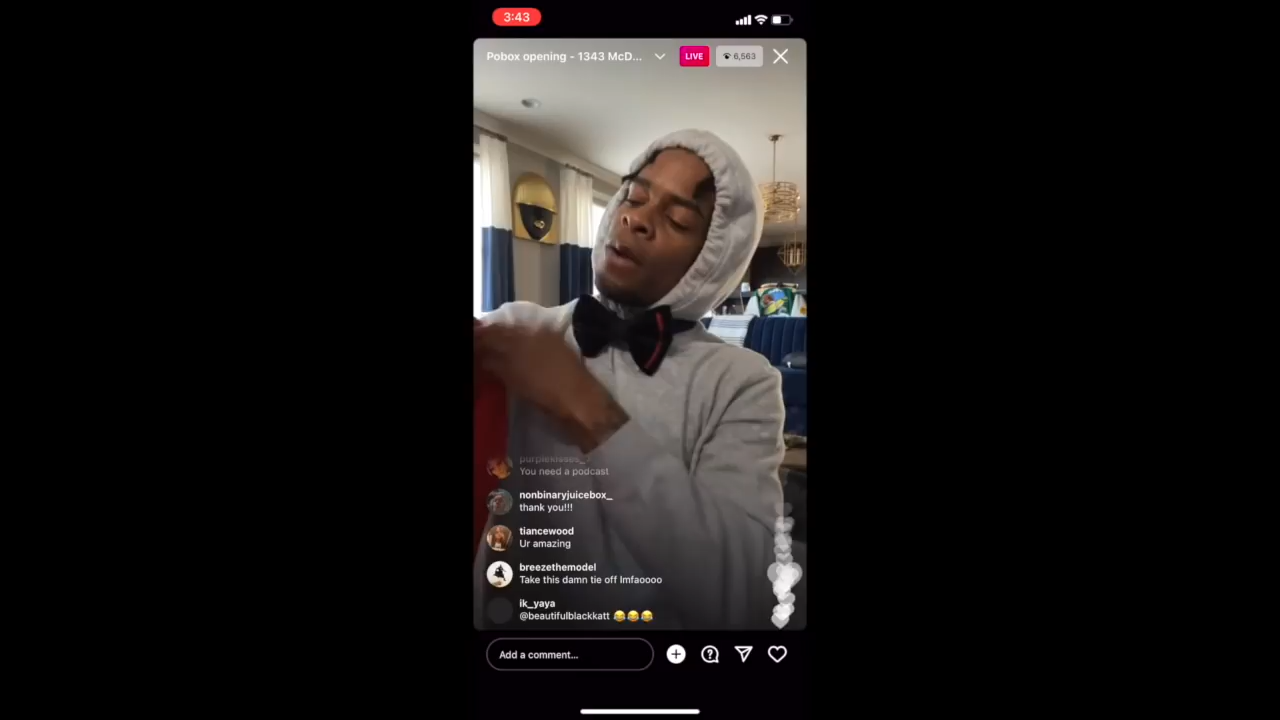 3:43
Pobox opening - 1343 McD...
LIVE
6,563
purplekisses_
You need a podcast
nonbinaryjuicebox_
thank you!!!
tiancewood
Ur amazing
breezethemodel
Take this damn tie off lmfaoooo
ik_yaya
@beautifulblackkatt 😂😂😂
Add a comment...